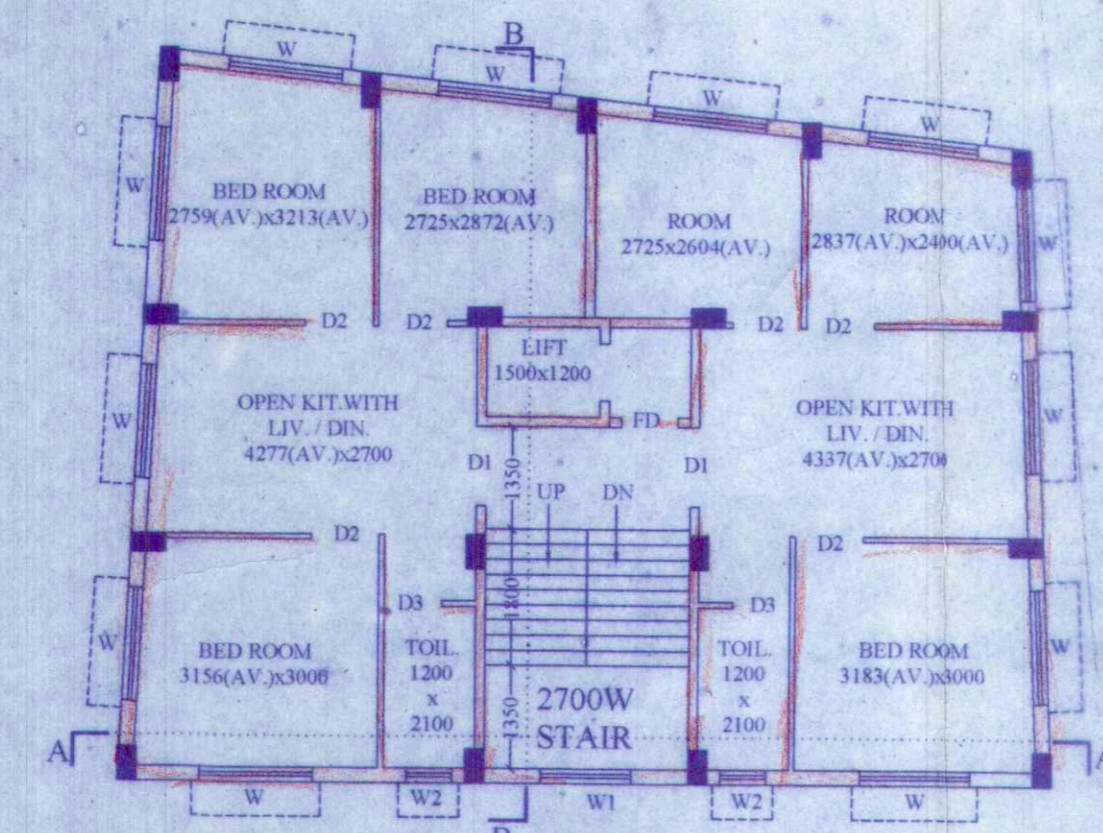 B
W
W
W
W
W
BED ROOM
2759(AV.)x3213(AV.)
BED ROOM
2725x2872(AV.)
ROOM
2725x2604(AV.)
ROOM
2837(AV.)x2400(AV.)
W
D2
D2
D2
D2
LIFT
1500x1200
W
OPEN KIT.WITH
LIV. / DIN.
4277(AV.)x2700
FD
OPEN KIT.WITH
LIV. / DIN.
4337(AV.)x2700
W
D1
D1
1350
UP
DN
D2
D2
1800
D3
D3
W
BED ROOM
3156(AV.)x3000
TOIL.
1200
x
2100
TOIL.
1200
x
2100
BED ROOM
3183(AV.)x3000
W
1350
2700W
STAIR
A
A
W
W2
W1
W2
W
B